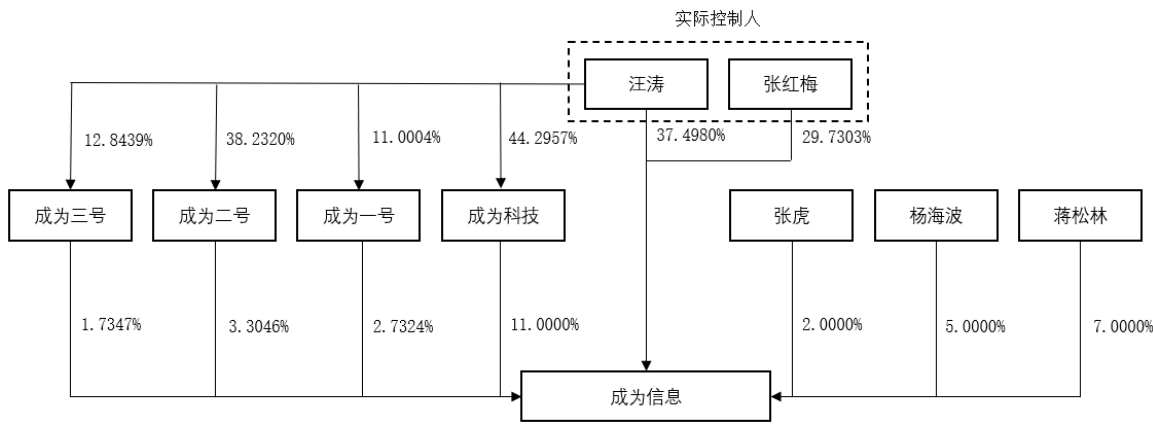 实际控制人
汪涛
张红梅
12.8439%
38.2320%
11.0004%
44.2957%
37.4980%
29.7303%
成为三号
成为二号
成为一号
成为科技
张虎
杨海波
蒋松林
1.7347%
3.3046%
2.7324%
11.0000%
2.0000%
5.0000%
7.0000%
成为信息